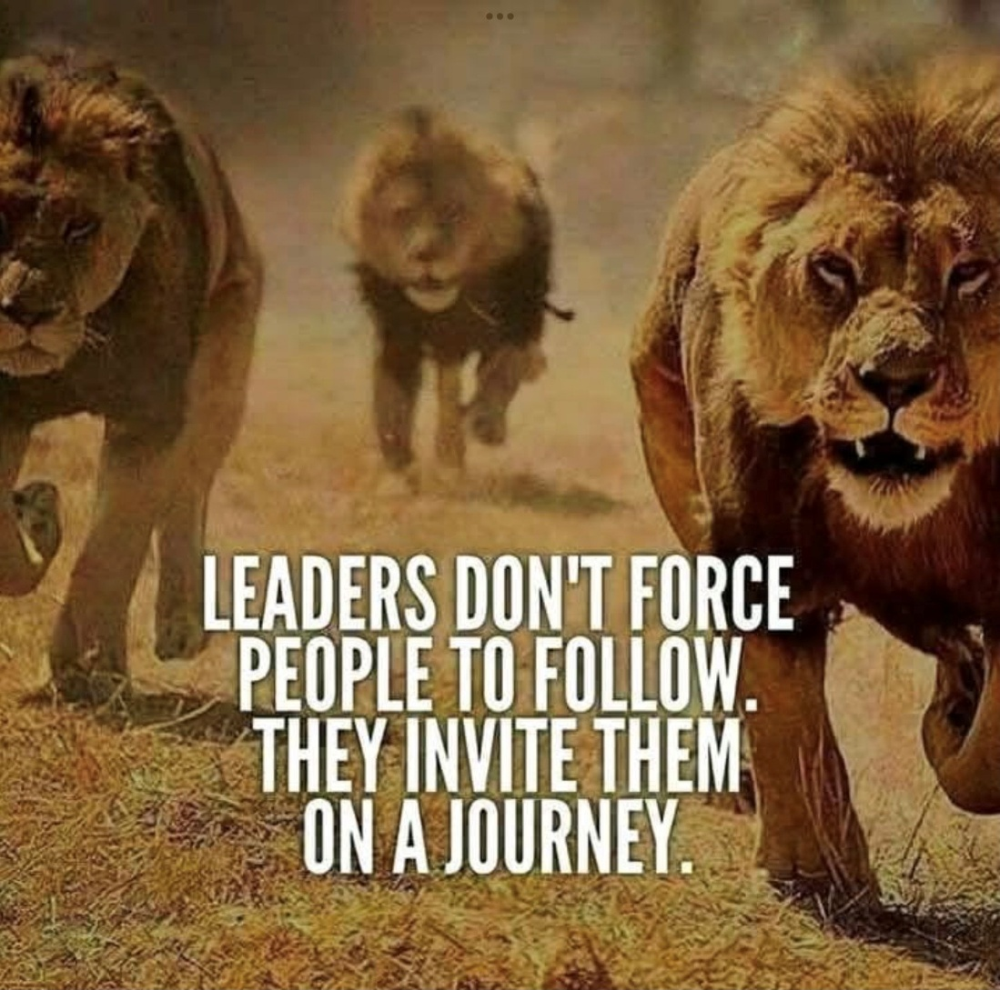 LEADERS DON'T FORCE
PEOPLE TO FOLLOW.
THEY INVITE THEM
ON A JOURNEY.